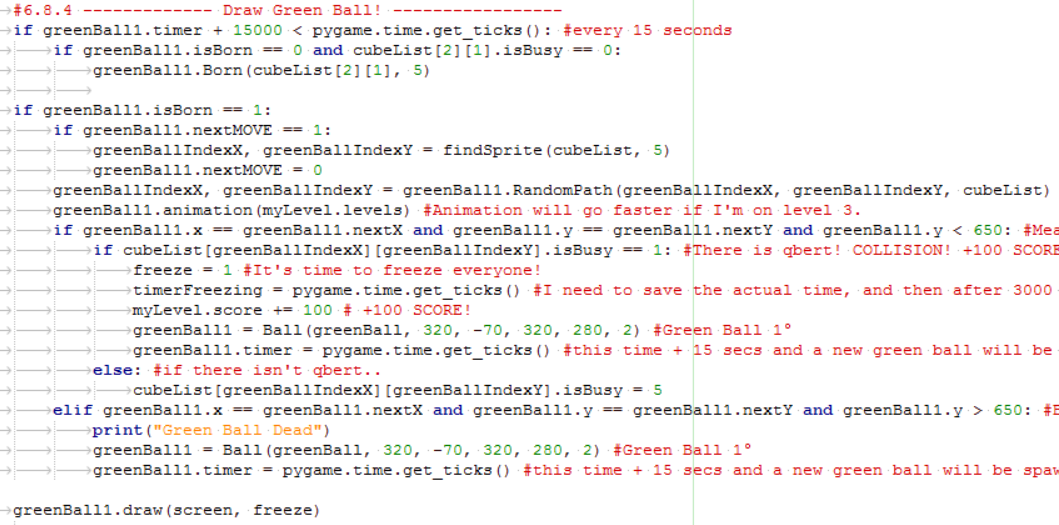 #6.8.4 ------------- Draw Green Ball! -----------------
if greenBall1.timer + 15000 < pygame.time.get_ticks(): #every 15 seconds
if greenBall1.isBorn == 0 and cubeList[2][1].isBusy == 0:
greenBall1.Born(cubeList[2][1], 5)
if greenBall1.isBorn == 1:
if greenBall1.nextMOVE == 1:
greenBallIndexX, greenBallIndexY = findSprite(cubeList, 5)
greenBall1.nextMOVE = 0
greenBallIndexX, greenBallIndexY = greenBall1.RandomPath(greenBallIndexX, greenBallIndexY, cubeList)
greenBall1.animation(myLevel.levels) #Animation will go faster if I'm on level 3.
if greenBall1.x == greenBall1.nextX and greenBall1.y == greenBall1.nextY and greenBall1.y < 650: #Mea
if cubeList[greenBallIndexX][greenBallIndexY].isBusy == 1: #There is qbert! COLLISION! +100 SCORE
freeze = 1 #It's time to freeze everyone!
timerFreezing = pygame.time.get_ticks() #I need to save the actual time, and then after 3000
myLevel.score += 100 # +100 SCORE!
greenBall1 = Ball(greenBall, 320, -70, 320, 280, 2) #Green Ball 1°
greenBall1.timer = pygame.time.get_ticks() #this time + 15 secs and a new green ball will be
else: #if there isn't qbert..
cubeList[greenBallIndexX][greenBallIndexY].isBusy = 5
elif greenBall1.x == greenBall1.nextX and greenBall1.y == greenBall1.nextY and greenBall1.y > 650: #
print("Green Ball Dead")
greenBall1 = Ball(greenBall, 320, -70, 320, 280, 2) #Green Ball 1°
greenBall1.timer = pygame.time.get_ticks() #this time + 15 secs and a new green ball will be spaw
greenBall1.draw(screen, freeze)